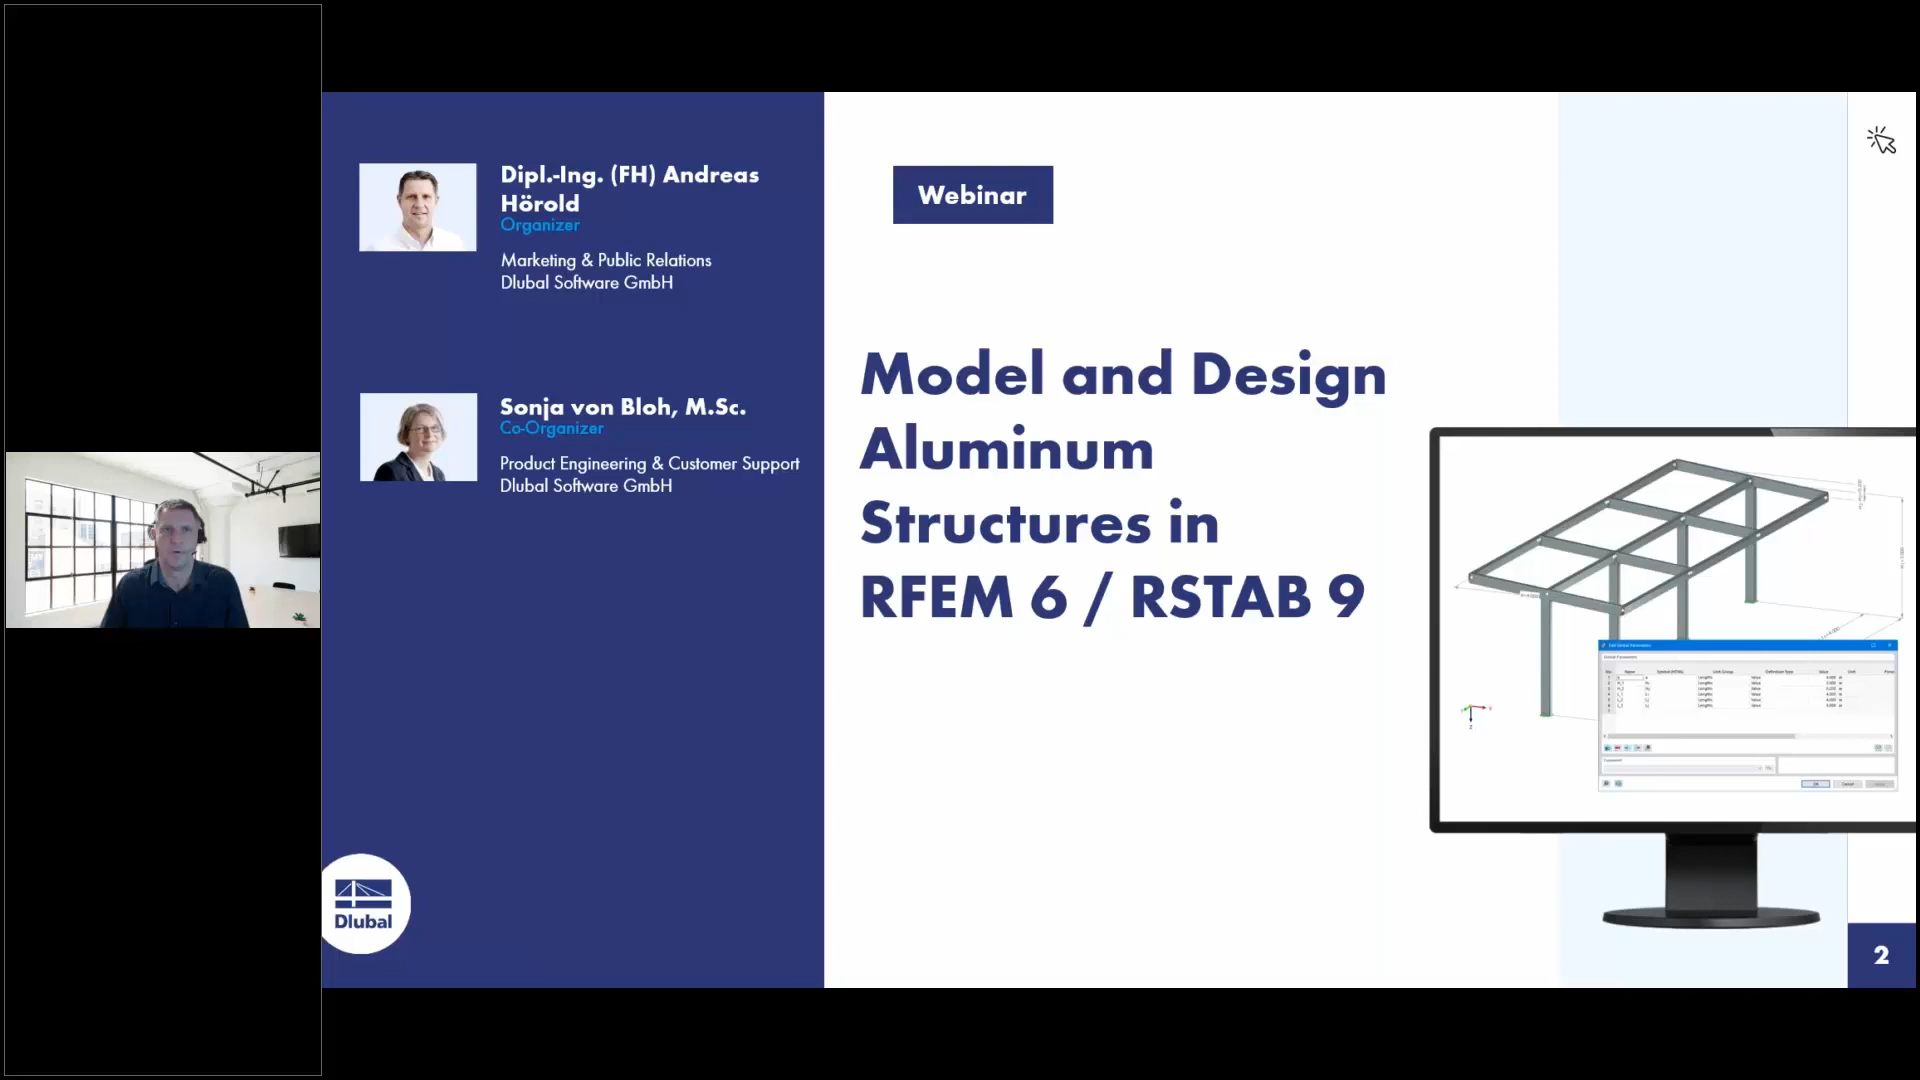 Dipl.-Ing. (FH) Andreas
Hörold
Organizer
Marketing & Public Relations
Dlubal Software GmbH
Sonja von Bloh, M.Sc.
Co-Organizer
Product Engineering & Customer Support
Dlubal Software GmbH
Dlubal
Webinar
Model and Design
Aluminum
Structures in
RFEM 6 / RSTAB 9
2